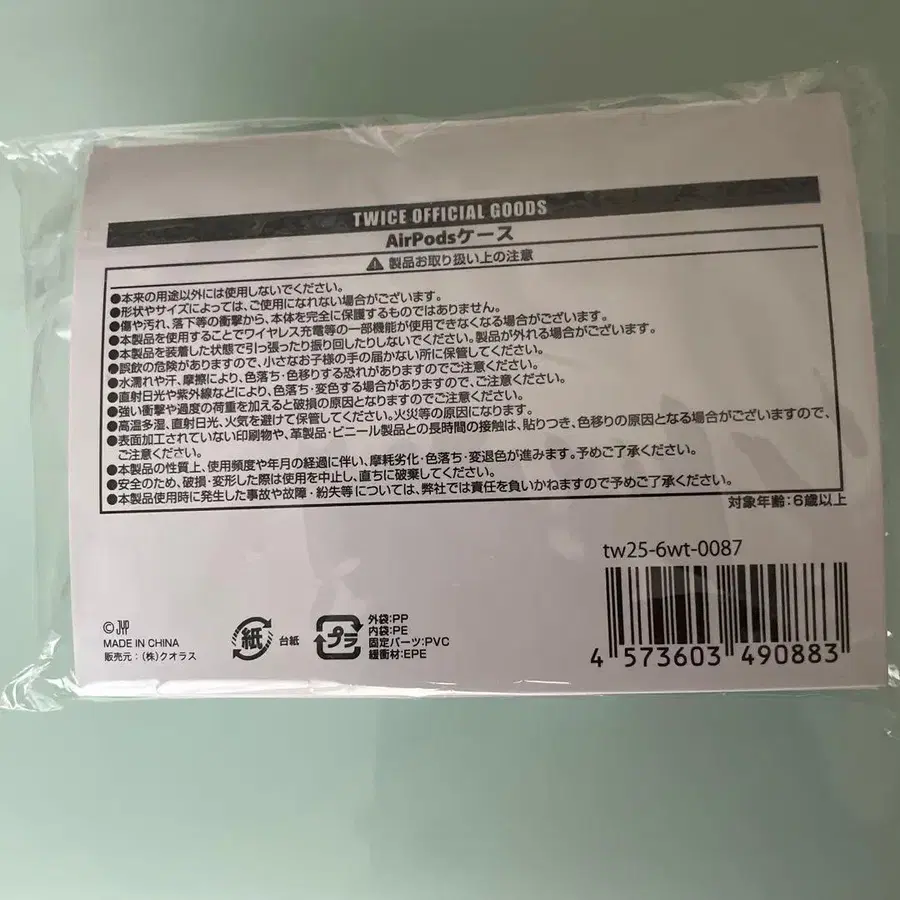 TWICE OFFICIAL GOODS
AirPodsケース
製品お取り扱い上の注意
●本来の用途以外には使用しないでください。
●形状やサイズによっては、ご使用になれない場合がございます。
●傷や汚れ、落下等の衝撃から、本体を完全に保護するものではありません。
●本製品を使用することでワイヤレス充電等の一部機能が使用できなくなる場合がございます。
●本製品を装着した状態で引っ張ったり振り回したりしないでください。製品が外れる場合がございます。
●誤飲の危険がありますので、小さなお子様の手の届かない所に保管してください。
●水濡れや汗、摩擦により、色落ち・色移りする恐れがありますのでご注意ください。
●直射日光や紫外線などにより、色落ち・変色する場合がありますので、ご注意ください。
●強い衝撃や過度の荷重を加えると破損の原因となりますのでご注意ください。
●高温多湿、直射日光、火気を避けて保管してください。火災等の原因になります。
●表面加工されていない印刷物や、革製品・ビニール製品との長時間の接触は、貼りつき、色移りの原因となる場合がございますので、
ご注意ください。
●本製品の性質上、使用頻度や年月の経過に伴い、摩耗劣化・色落ち・変退色が進みます。予めご了承ください。
●安全のため、破損・変形した際は使用を中止し、直ちに破棄してください。
●本製品使用時に発生した事故や故障・紛失等については、弊社では責任を負いかねますので予めご了承ください。
対象年齢:6歳以上
tw25-6wt-0087
4 573603 490883
© JYP
MADE IN CHINA
販売元:(株)クオラス
紙 台紙
プラ
外袋:PP
内袋:PE
固定パーツ:PVC
緩衝材:EPE